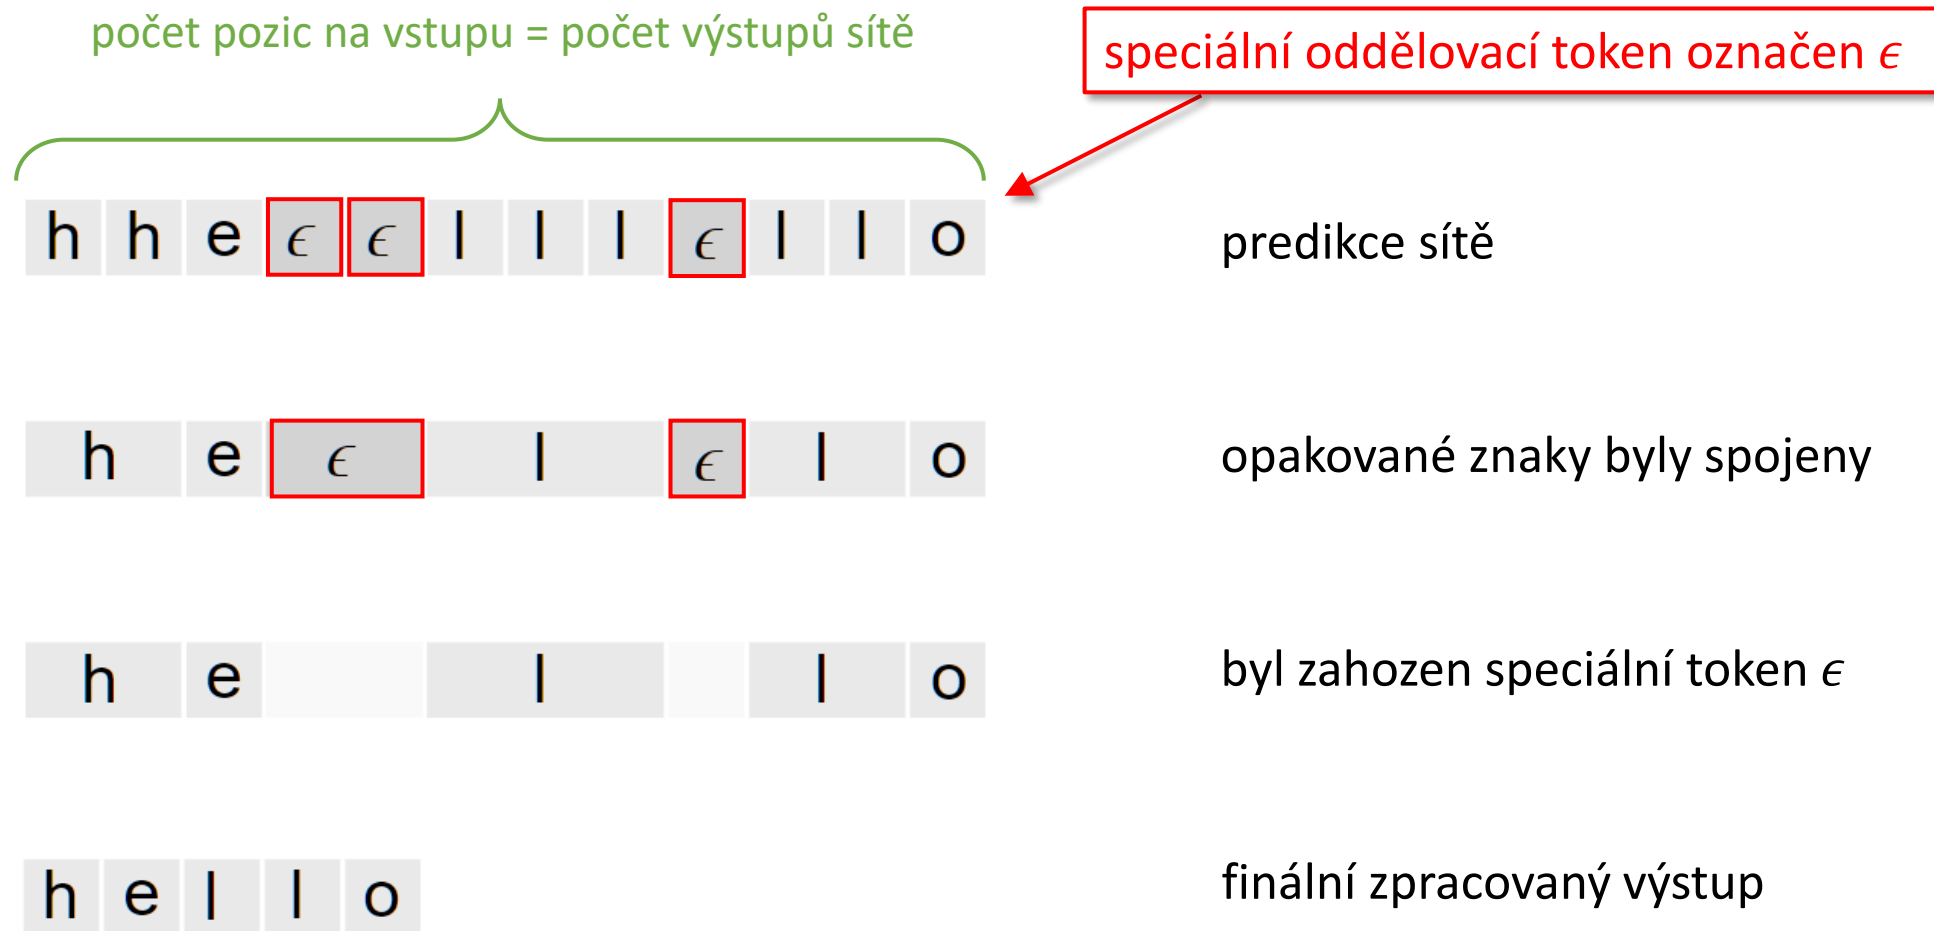 počet pozic na vstupu = počet výstupů sítě
speciální oddělovací token označen ϵ
h h e ϵ ϵ l l l ϵ l l o
predikce sítě
h e ϵ l ϵ l o
opakované znaky byly spojeny
h e l l o
byl zahozen speciální token ϵ
h e l l o
finální zpracovaný výstup